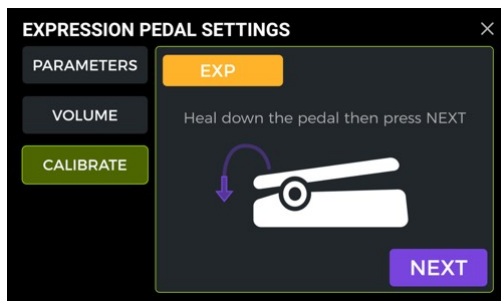 EXPRESSION PEDAL SETTINGS
PARAMETERS
EXP
VOLUME
Heal down the pedal then press NEXT
CALIBRATE
NEXT